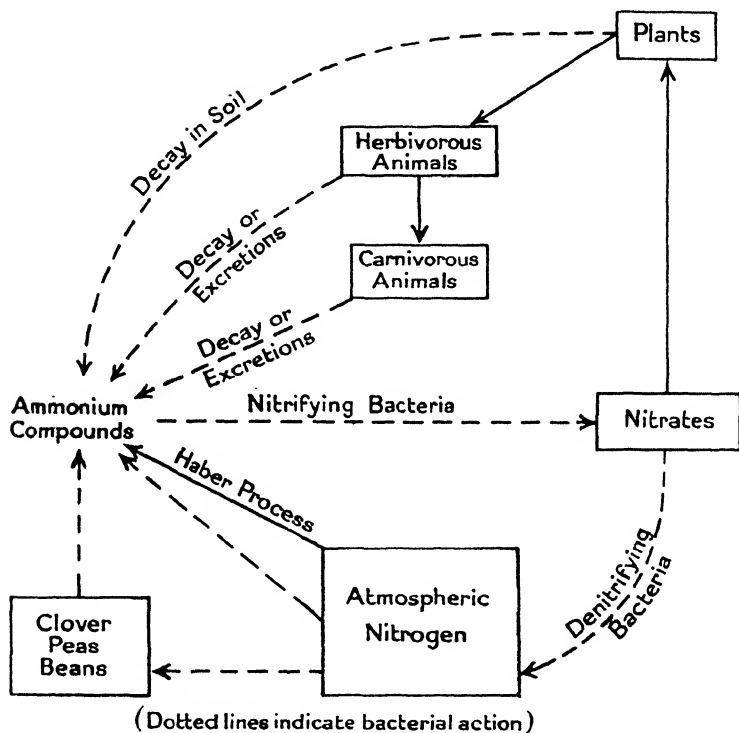 Plants
Decay in Soil
Herbivorous
Animals
Decay or
Excretions
Carnivorous
Animals
Decay or
Excretions
Ammonium
Compounds
Nitrifying Bacteria
Nitrates
Haber Process
Denitrifying
Bacteria
Atmospheric
Nitrogen
Clover
Peas
Beans
(Dotted lines indicate bacterial action)